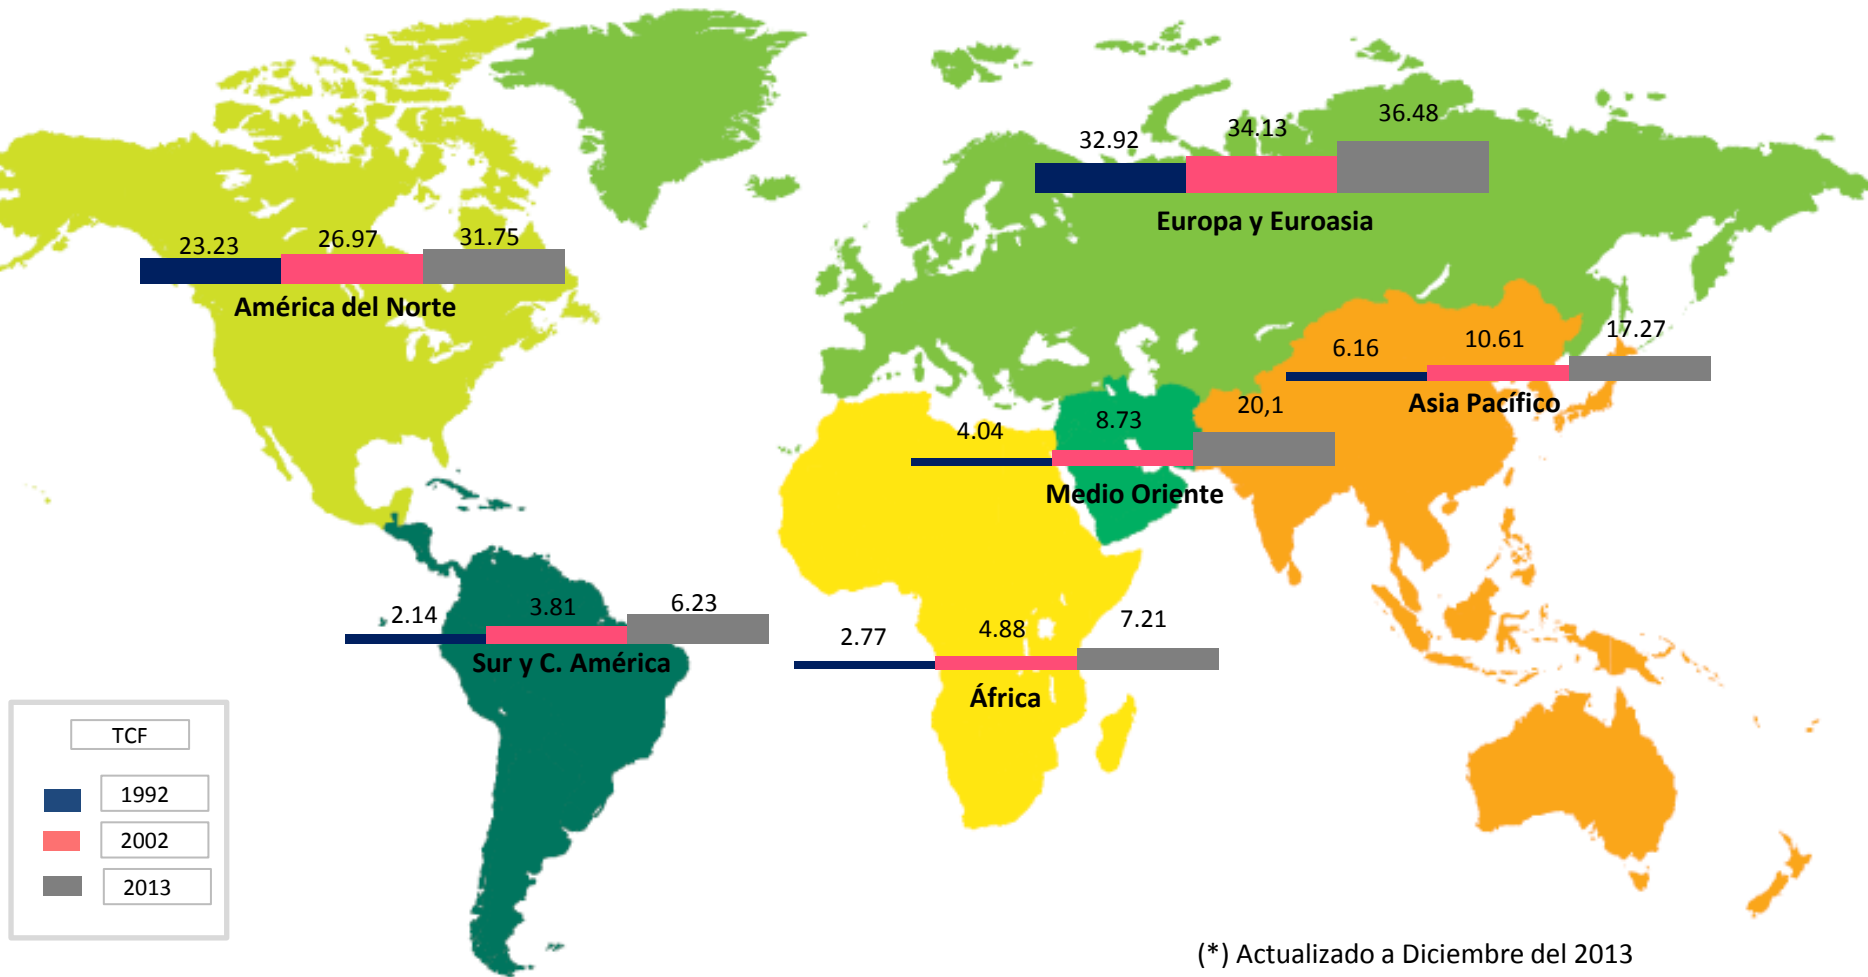 32.92
34.13
36.48
Europa y Euroasia
23.23
26.97
31.75
América del Norte
6.16
10.61
17.27
Asia Pacífico
4.04
8.73
20,1
Medio Oriente
2.14
3.81
6.23
Sur y C. América
2.77
4.88
7.21
África
TCF
1992
2002
2013
(*) Actualizado a Diciembre del 2013